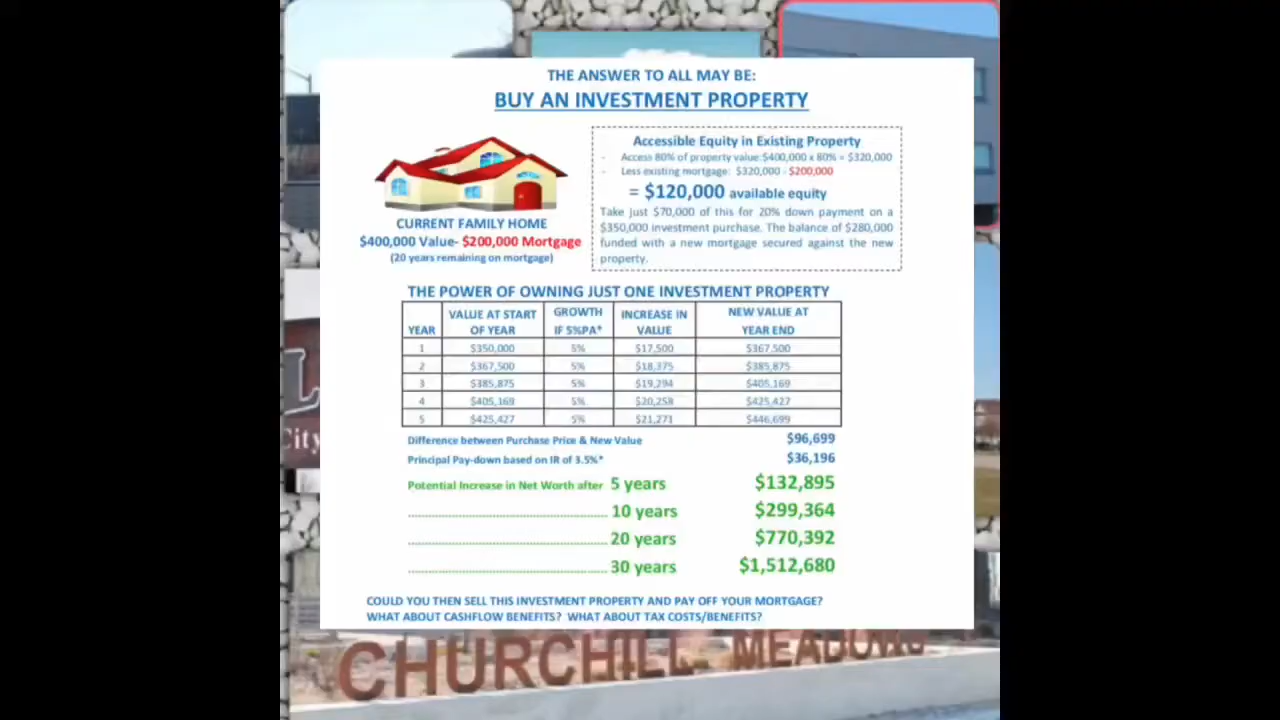 THE ANSWER TO ALL MAY BE:
BUY AN INVESTMENT PROPERTY
Accessible Equity in Existing Property
- Access 80% of property value:$400,000 x 80% = $320,000
- Less existing mortgage: $320,000 - $200,000
= $120,000 available equity
Take just $70,000 of this for 20% down payment on a
$350,000 investment purchase. The balance of $280,000
funded with a new mortgage secured against the new
property.
CURRENT FAMILY HOME
$400,000 Value- $200,000 Mortgage
(20 years remaining on mortgage)
THE POWER OF OWNING JUST ONE INVESTMENT PROPERTY
YEAR VALUE AT START OF YEAR GROWTH IF 5%PA* INCREASE IN VALUE NEW VALUE AT YEAR END
1 $350,000 5% $17,500 $367,500
2 $367,500 5% $18,375 $385,875
3 $385,875 5% $19,294 $405,169
4 $405,169 5% $20,258 $425,427
5 $425,427 5% $21,271 $446,699
Difference between Purchase Price & New Value $96,699
Principal Pay-down based on IR of 3.5%* $36,196
Potential Increase in Net Worth after 5 years $132,895
10 years $299,364
20 years $770,392
30 years $1,512,680
COULD YOU THEN SELL THIS INVESTMENT PROPERTY AND PAY OFF YOUR MORTGAGE?
WHAT ABOUT CASHFLOW BENEFITS? WHAT ABOUT TAX COSTS/BENEFITS?
City
CHURCHILL MEADOWS